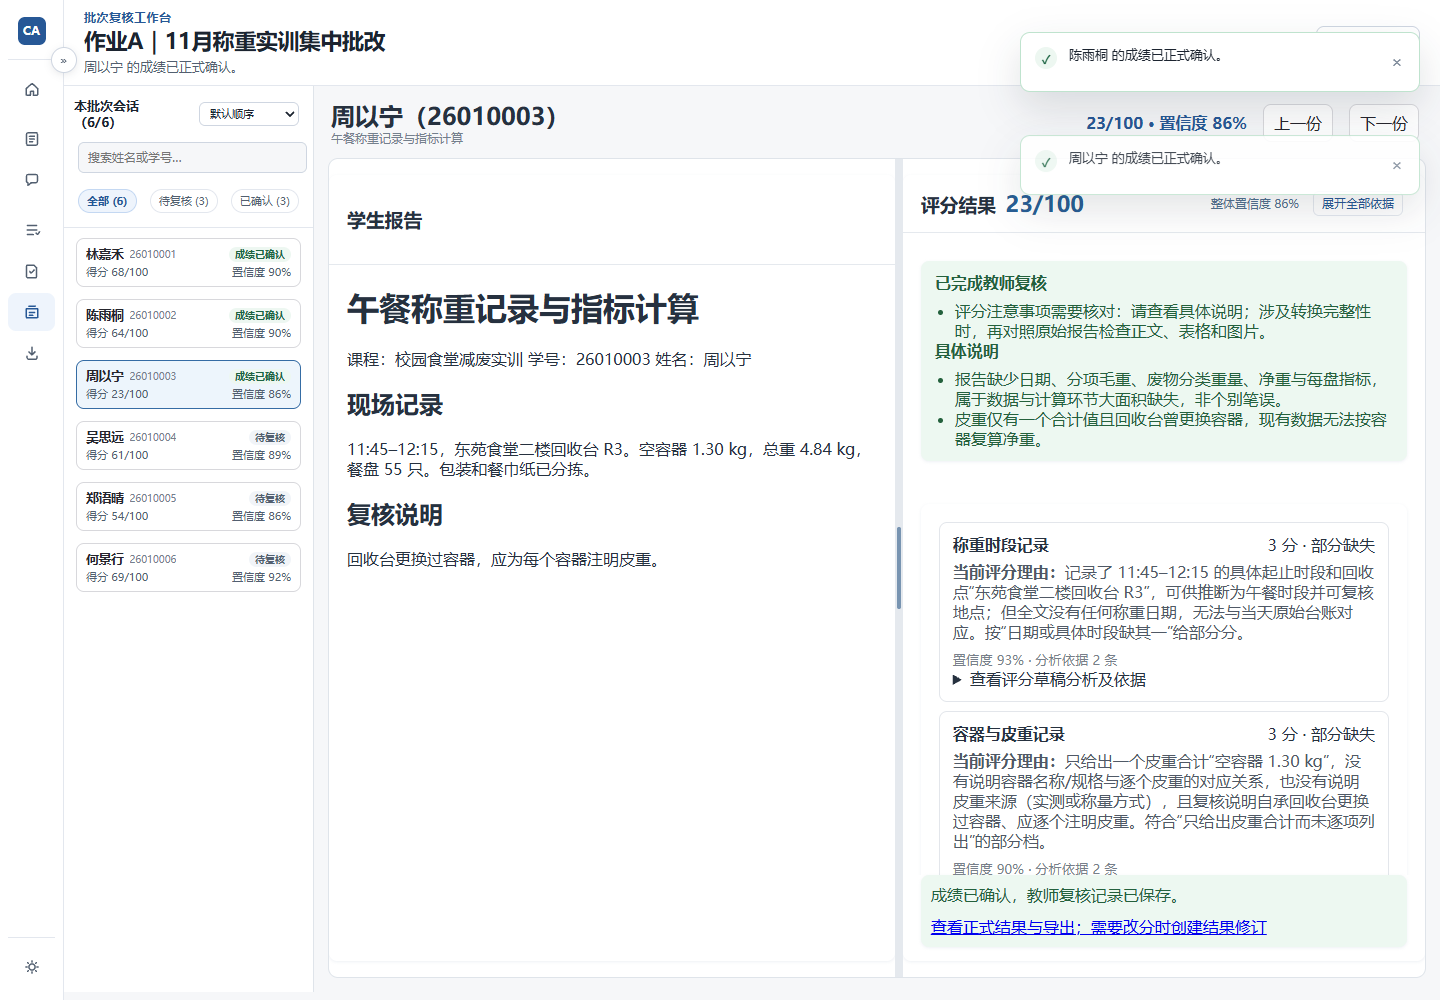 CA
»
批次复核工作台
作业A｜11月称重实训集中批改
周以宁 的成绩已正式确认。
本批次会话
（6/6）
默认顺序
搜索姓名或学号...
全部 (6)
待复核 (3)
已确认 (3)
林嘉禾 26010001 成绩已确认
得分 68/100 置信度 90%
陈雨桐 26010002 成绩已确认
得分 64/100 置信度 90%
周以宁 26010003 成绩已确认
得分 23/100 置信度 86%
吴思远 26010004 待复核
得分 61/100 置信度 89%
郑语晴 26010005 待复核
得分 54/100 置信度 86%
何景行 26010006 待复核
得分 69/100 置信度 92%
周以宁（26010003）
午餐称重记录与指标计算
23/100 • 置信度 86%
上一份
下一份
✓ 陈雨桐 的成绩已正式确认。 ×
✓ 周以宁 的成绩已正式确认。 ×
学生报告
午餐称重记录与指标计算
课程：校园食堂减废实训 学号：26010003 姓名：周以宁
现场记录
11:45–12:15，东苑食堂二楼回收台 R3。空容器 1.30 kg，总重 4.84 kg，
餐盘 55 只。包装和餐巾纸已分拣。
复核说明
回收台更换过容器，应为每个容器注明皮重。
评分结果 23/100
整体置信度 86%
展开全部依据
已完成教师复核
• 评分注意事项需要核对：请查看具体说明；涉及转换完整性
时，再对照原始报告检查正文、表格和图片。
具体说明
• 报告缺少日期、分项毛重、废物分类重量、净重与每盘指标，
属于数据与计算环节大面积缺失，非个别笔误。
• 皮重仅有一个合计值且回收台曾更换容器，现有数据无法按容
器复算净重。
称重时段记录 3 分 · 部分缺失
当前评分理由：记录了 11:45–12:15 的具体起止时段和回收
点“东苑食堂二楼回收台 R3”，可供推断为午餐时段并可复核
地点；但全文没有任何称重日期，无法与当天原始台账对
应。按“日期或具体时段缺其一”给部分分。
置信度 93% · 分析依据 2 条
▶ 查看评分草稿分析及依据
容器与皮重记录 3 分 · 部分缺失
当前评分理由：只给出一个皮重合计“空容器 1.30 kg”，没
有说明容器名称/规格与逐个皮重的对应关系，也没有说明
皮重来源（实测或称量方式），且复核说明自承回收台更换
过容器、应逐个注明皮重。符合“只给出皮重合计而未逐项列
出”的部分档。
置信度 90% · 分析依据 2 条
成绩已确认，教师复核记录已保存。
查看正式结果与导出；需要改分时创建结果修订